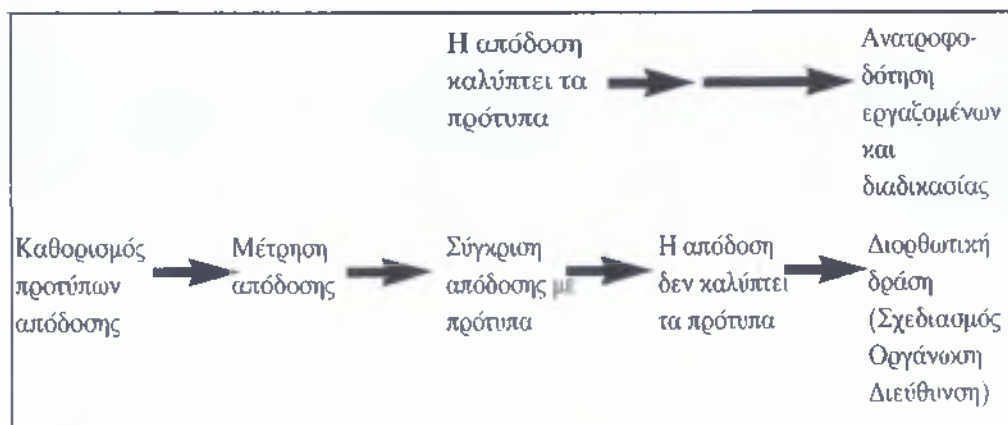 Η απόδοση
καλύπτει τα
πρότυπα
Ανατροφο-
δότηση
εργαζομένων
και
διαδικασίας
Καθορισμός
προτύπων
απόδοσης
Μέτρηση
απόδοσης
Σύγκριση
απόδοσης με
πρότυπα
Η απόδοση
δεν καλύπτει
τα πρότυπα
Διορθωτική
δράση
(Σχεδιασμός
Οργάνωση
Διεύθυνση)